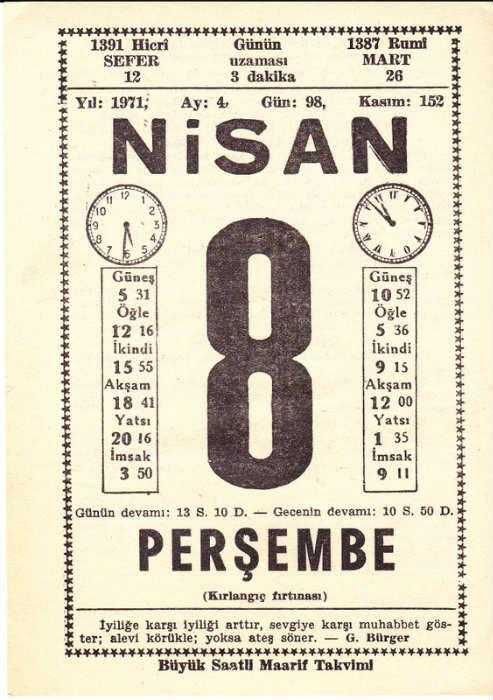 1391 Hicrî Günün 1387 Rumî
SEFER uzaması MART
12 3 dakika 26
Yıl: 1971, Ay: 4, Gün: 98, Kasım: 152
NiSAN
8
Güneş
5 31
Öğle
12 16
İkindi
15 55
Akşam
18 41
Yatsı
20 16
İmsak
3 50
Güneş
10 52
Öğle
5 36
İkindi
9 15
Akşam
12 00
Yatsı
1 35
İmsak
9 11
Günün devamı: 13 S. 10 D. — Gecenin devamı: 10 S. 50 D.
PERŞEMBE
(Kırlangıç fırtınası)
İyiliğe karşı iyiliği arttır, sevgiye karşı muhabbet gös-
ter; alevi körükle; yoksa ateş söner. — G. Bürger
Büyük Saatli Maarif Takvimi